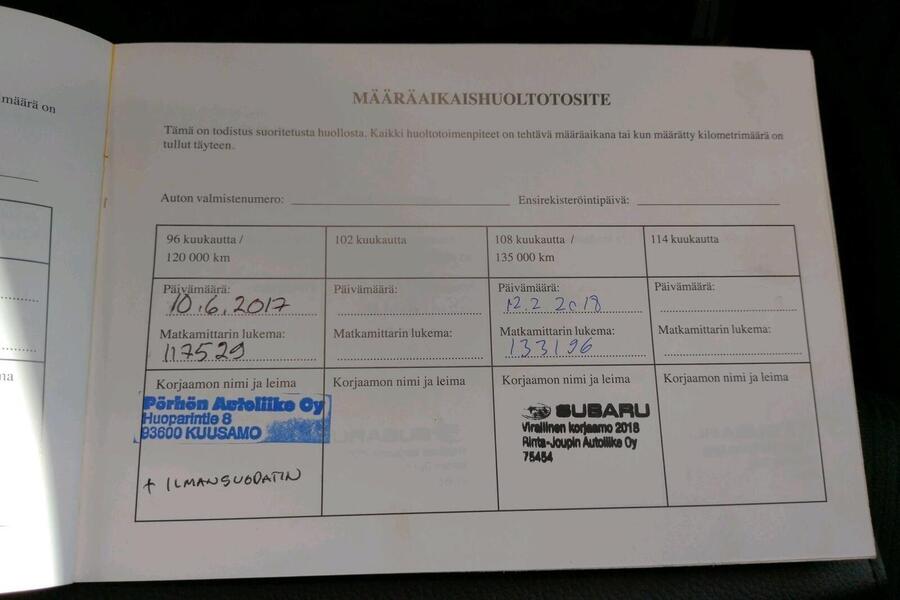 määrä on
MÄÄRÄAIKAISHUOLTOTOSITE
Tämä on todistus suoritetusta huollosta. Kaikki huoltotoimenpiteet on tehtävä määräaikana tai kun määrätty kilometrimäärä on
tullut täyteen.
Auton valmistenumero: Ensirekisteröintipäivä:
96 kuukautta /
120 000 km
102 kuukautta
108 kuukautta /
135 000 km
114 kuukautta
Päivämäärä:
10.6.2017
Päivämäärä:
Päivämäärä:
12.2 2018
Päivämäärä:
Matkamittarin lukema:
117529
Matkamittarin lukema:
Matkamittarin lukema:
133196
Matkamittarin lukema:
Korjaamon nimi ja leima
Pörhön Autoliike Oy
Huoparintie 8
93600 KUUSAMO
+ ILMANSUODATIN
Korjaamon nimi ja leima
Korjaamon nimi ja leima
SUBARU
Virallinen korjaamo 2018
Rinta-Joupin Autoliike Oy
75454
Korjaamon nimi ja leima